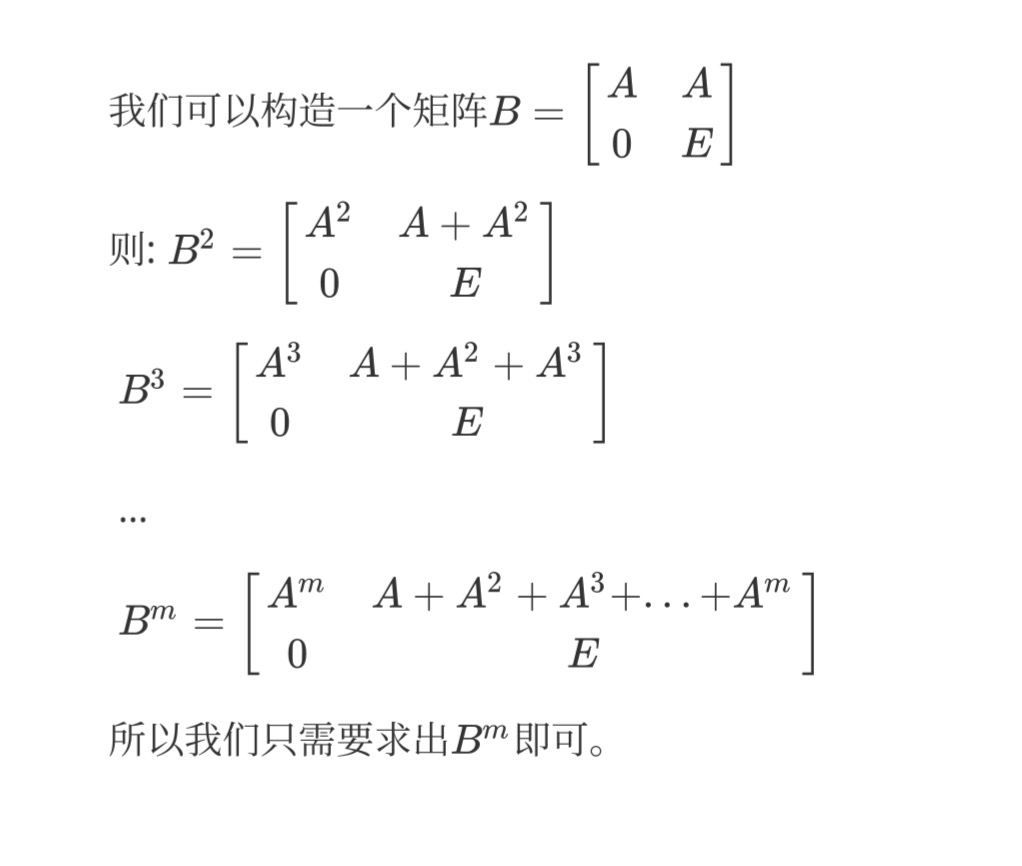 我们可以构造一个矩阵$B = \begin{bmatrix} A & A \\ 0 & E \end{bmatrix}$
则: $B^2 = \begin{bmatrix} A^2 & A + A^2 \\ 0 & E \end{bmatrix}$
$B^3 = \begin{bmatrix} A^3 & A + A^2 + A^3 \\ 0 & E \end{bmatrix}$
...
$B^m = \begin{bmatrix} A^m & A + A^2 + A^3 + ... + A^m \\ 0 & E \end{bmatrix}$
所以我们只需要求出$B^m$即可。